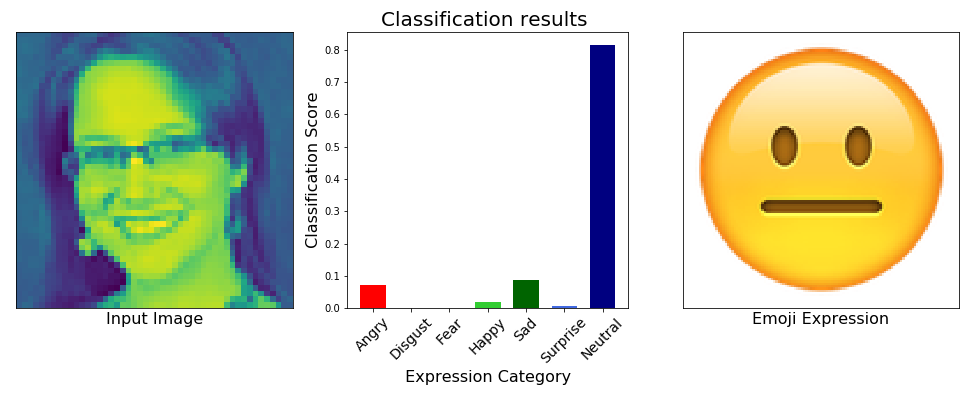 Classification results
Classification Score
0.8
0.7
0.6
0.5
0.4
0.3
0.2
0.1
0.0
Angry
Disgust
Fear
Happy
Sad
Surprise
Neutral
Expression Category
Input Image
Emoji Expression